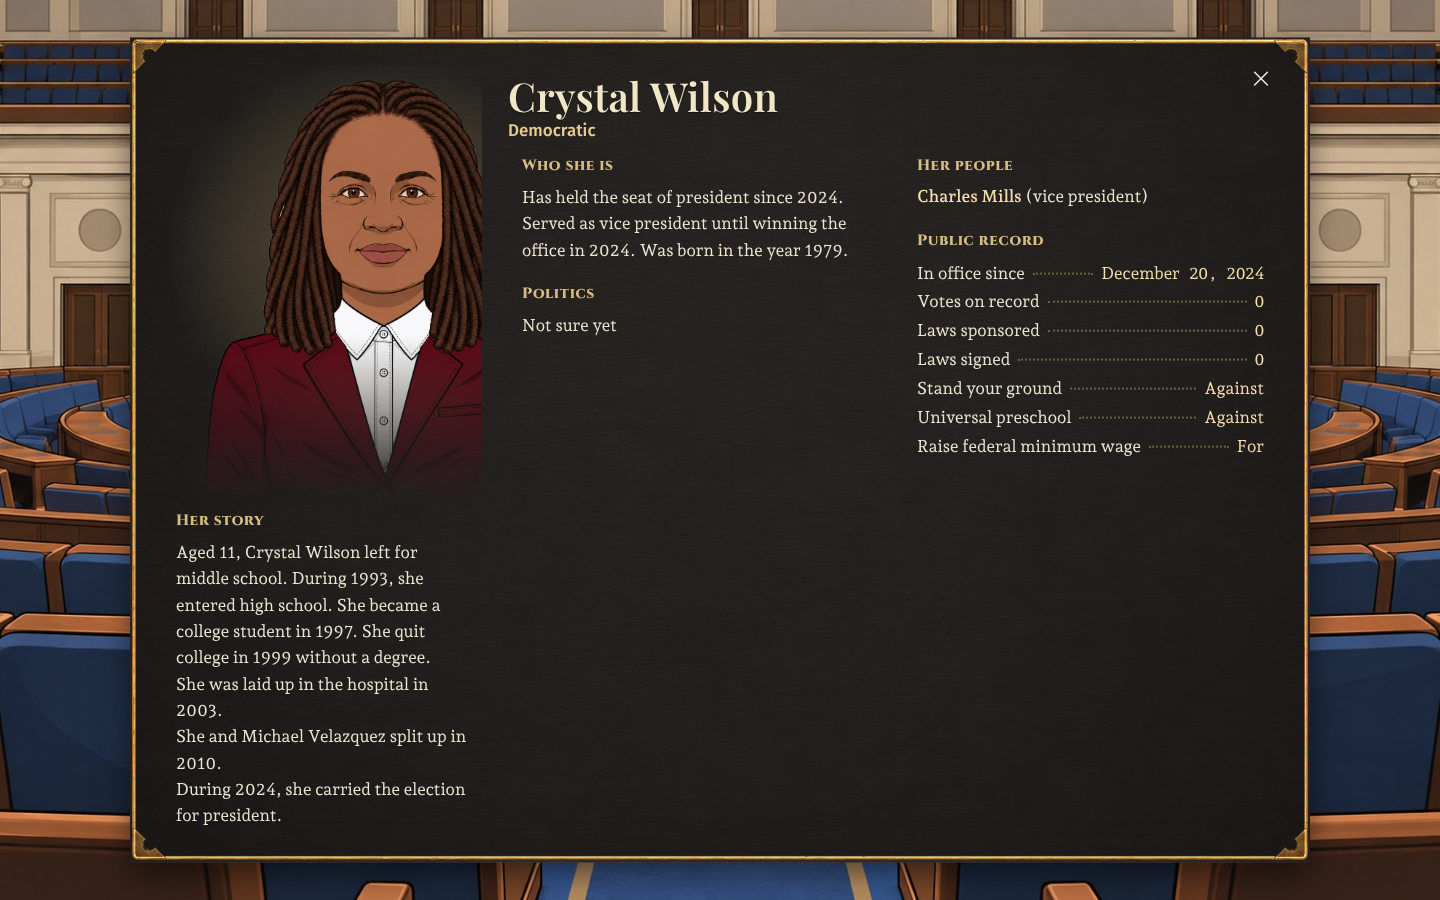 Crystal Wilson
Democratic
Who she is
Has held the seat of president since 2024.
Served as vice president until winning the
office in 2024. Was born in the year 1979.
Politics
Not sure yet
Her people
Charles Mills (vice president)
Public record
In office since December 20, 2024
Votes on record 0
Laws sponsored 0
Laws signed 0
Stand your ground Against
Universal preschool Against
Raise federal minimum wage For
Her story
Aged 11, Crystal Wilson left for
middle school. During 1993, she
entered high school. She became a
college student in 1997. She quit
college in 1999 without a degree.
She was laid up in the hospital in
2003.
She and Michael Velazquez split up in
2010.
During 2024, she carried the election
for president.